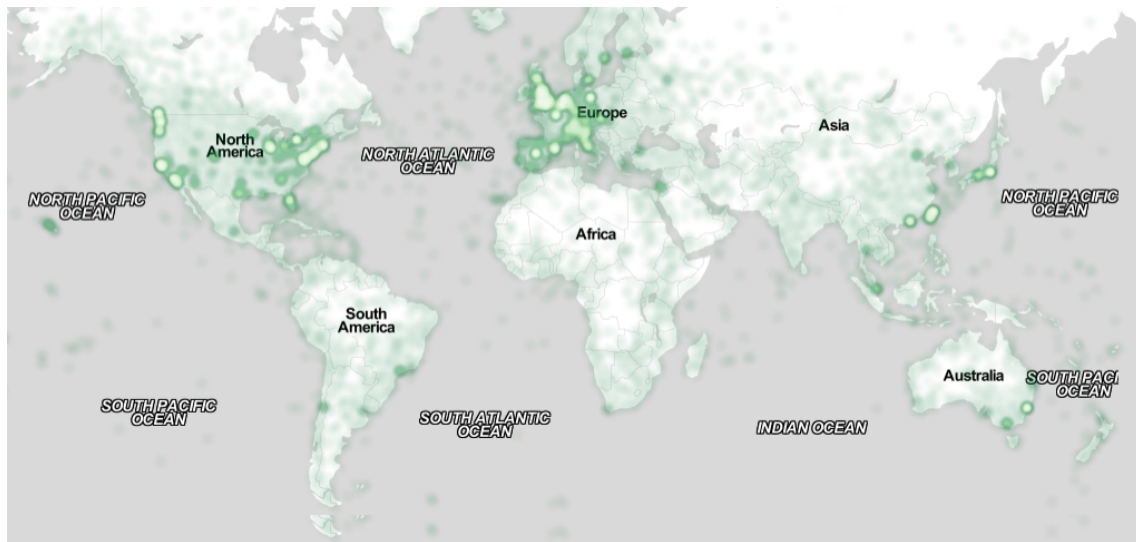 Europe
Asia
North
America
NORTH ATLANTIC
OCEAN
NORTH PACIFIC
OCEAN
NORTH PACIFIC
OCEAN
Africa
South
America
Australia
SOUTH PACI
OCEAN
SOUTH PACIFIC
OCEAN
SOUTH ATLANTIC
OCEAN
INDIAN OCEAN